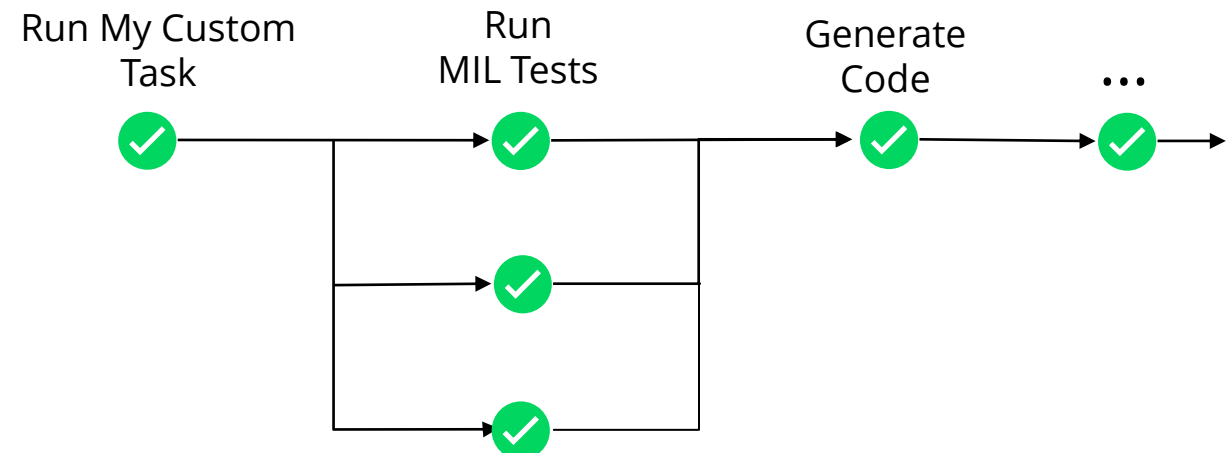 Run My Custom
Task
Run
MIL Tests
Generate
Code
...